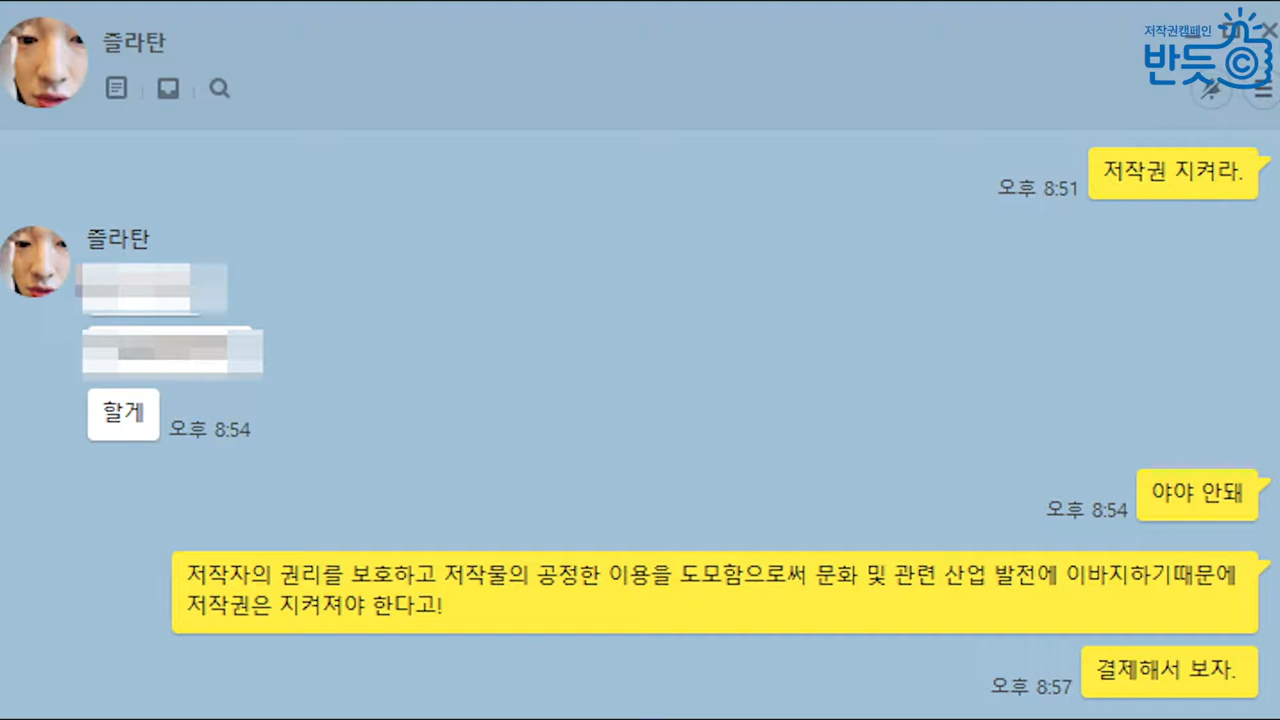 즐라탄
저작권캠페인
반듯
©
저작권 지켜라.
오후 8:51
즐라탄
할게
오후 8:54
야야 안돼
오후 8:54
저작자의 권리를 보호하고 저작물의 공정한 이용을 도모함으로써 문화 및 관련 산업 발전에 이바지하기때문에
저작권은 지켜져야 한다고!
결제해서 보자.
오후 8:57